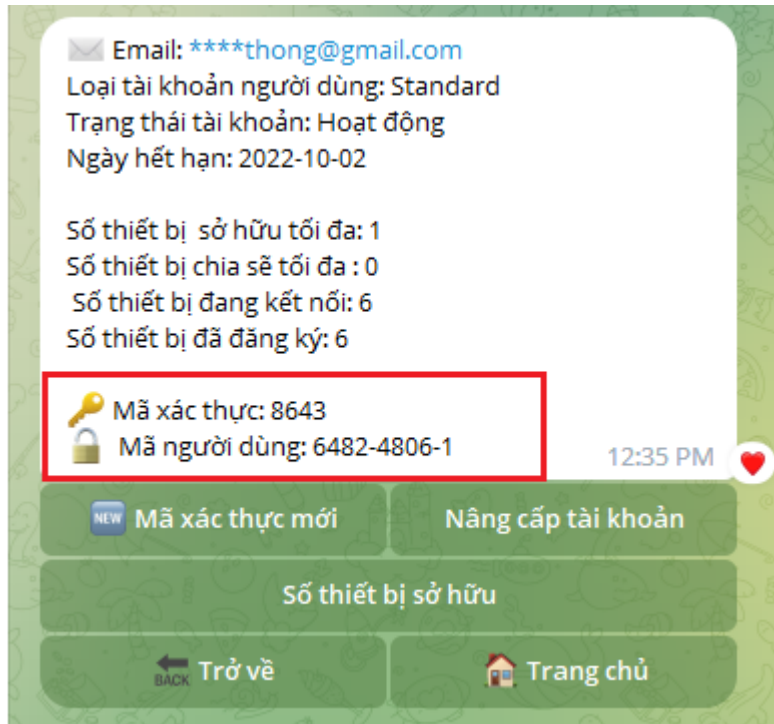 Email: ****thong@gmail.com
Loại tài khoản người dùng: Standard
Trạng thái tài khoản: Hoạt động
Ngày hết hạn: 2022-10-02
Số thiết bị sở hữu tối đa: 1
Số thiết bị chia sẽ tối đa : 0
Số thiết bị đang kết nối: 6
Số thiết bị đã đăng ký: 6
Mã xác thực: 8643
Mã người dùng: 6482-4806-1
12:35 PM
NEW Mã xác thực mới
Nâng cấp tài khoản
Số thiết bị sở hữu
BACK Trở về
Trang chủ